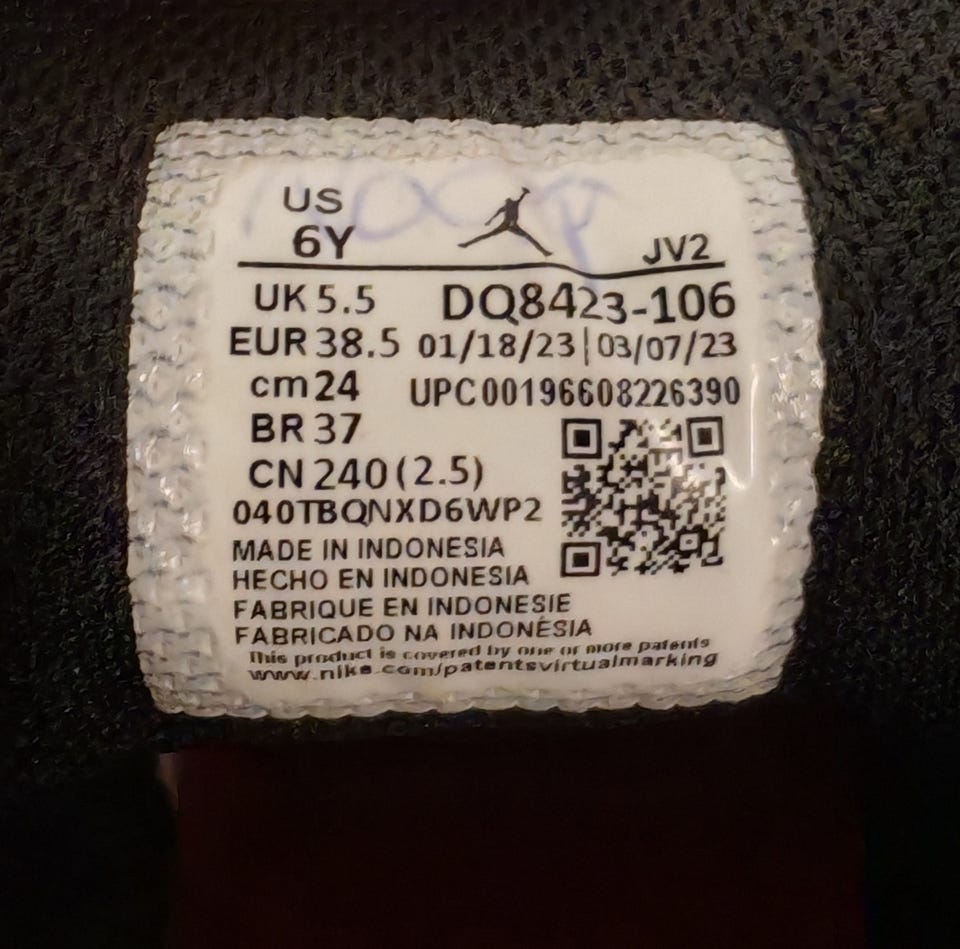 US
6Y
JV2
UK 5.5 DQ8423-106
EUR 38.5 01/18/23 | 03/07/23
cm 24 UPC 00196608226390
BR 37
CN 240 (2.5)
040TBQNXD6WP2
MADE IN INDONESIA
HECHO EN INDONESIA
FABRIQUE EN INDONESIE
FABRICADO NA INDONÉSIA
This product is covered by one or more patents
www.nike.com/patentsvirtualmarking